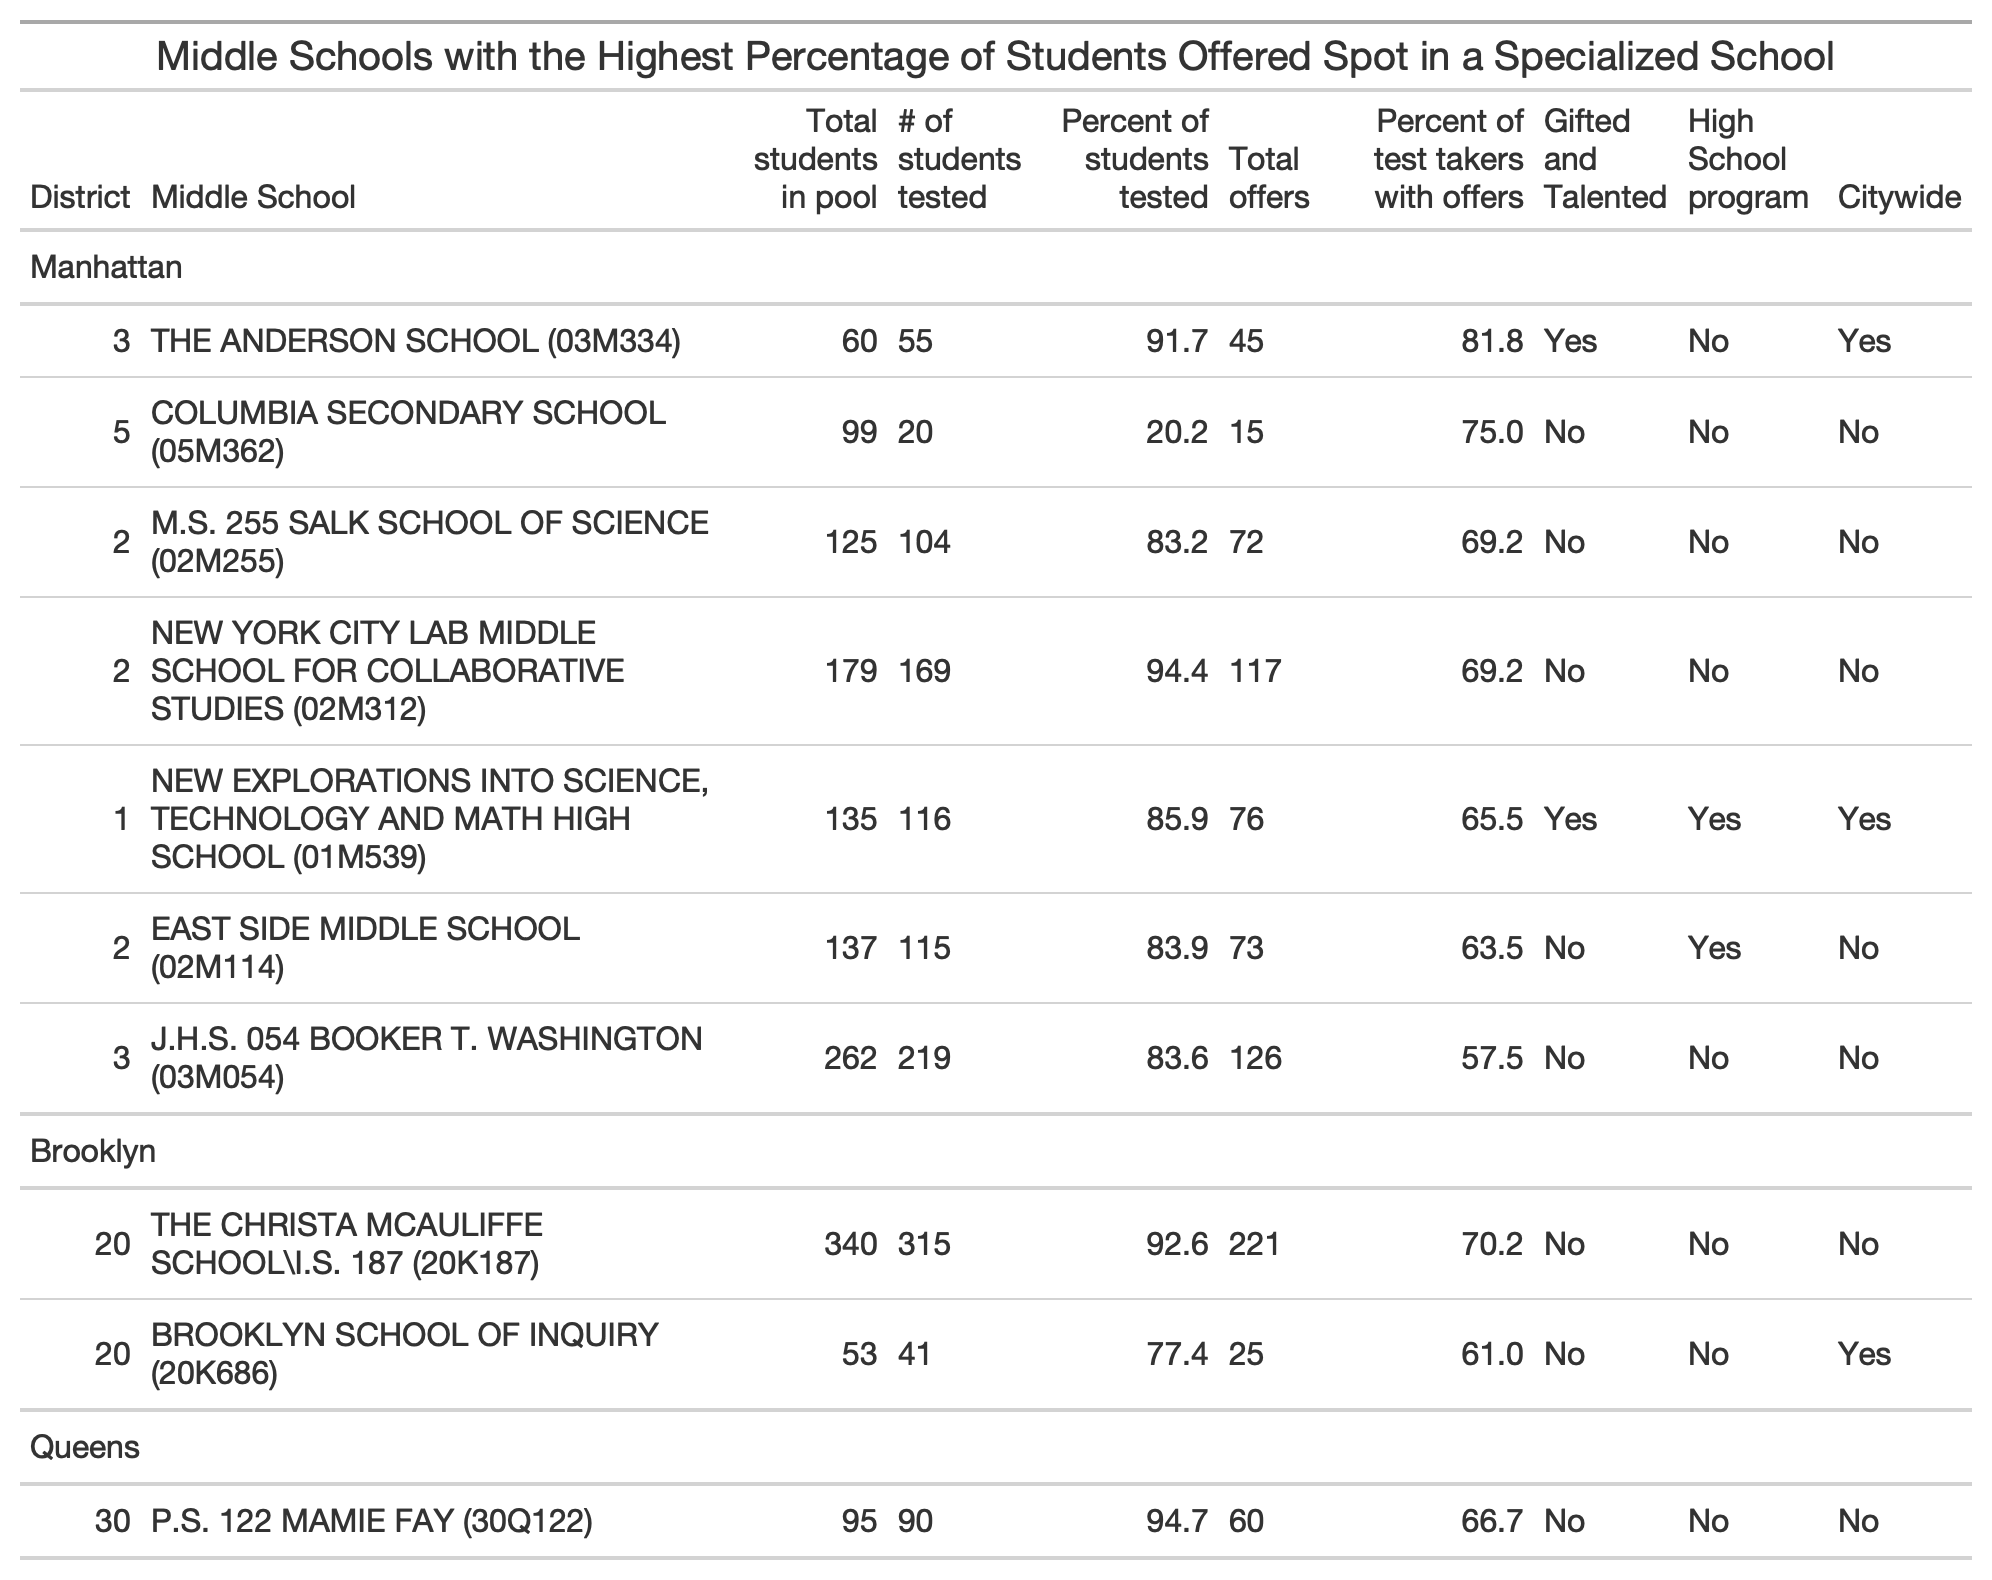 Middle Schools with the Highest Percentage of Students Offered Spot in a Specialized School
District Middle School Total students in pool # of students tested Percent of students tested Total offers Percent of test takers with offers Gifted and Talented High School program Citywide
Manhattan
3 THE ANDERSON SCHOOL (03M334) 60 55 91.7 45 81.8 Yes No Yes
5 COLUMBIA SECONDARY SCHOOL (05M362) 99 20 20.2 15 75.0 No No No
2 M.S. 255 SALK SCHOOL OF SCIENCE (02M255) 125 104 83.2 72 69.2 No No No
2 NEW YORK CITY LAB MIDDLE SCHOOL FOR COLLABORATIVE STUDIES (02M312) 179 169 94.4 117 69.2 No No No
1 NEW EXPLORATIONS INTO SCIENCE, TECHNOLOGY AND MATH HIGH SCHOOL (01M539) 135 116 85.9 76 65.5 Yes Yes Yes
2 EAST SIDE MIDDLE SCHOOL (02M114) 137 115 83.9 73 63.5 No Yes No
3 J.H.S. 054 BOOKER T. WASHINGTON (03M054) 262 219 83.6 126 57.5 No No No
Brooklyn
20 THE CHRISTA MCAULIFFE SCHOOL\I.S. 187 (20K187) 340 315 92.6 221 70.2 No No No
20 BROOKLYN SCHOOL OF INQUIRY (20K686) 53 41 77.4 25 61.0 No No Yes
Queens
30 P.S. 122 MAMIE FAY (30Q122) 95 90 94.7 60 66.7 No No No